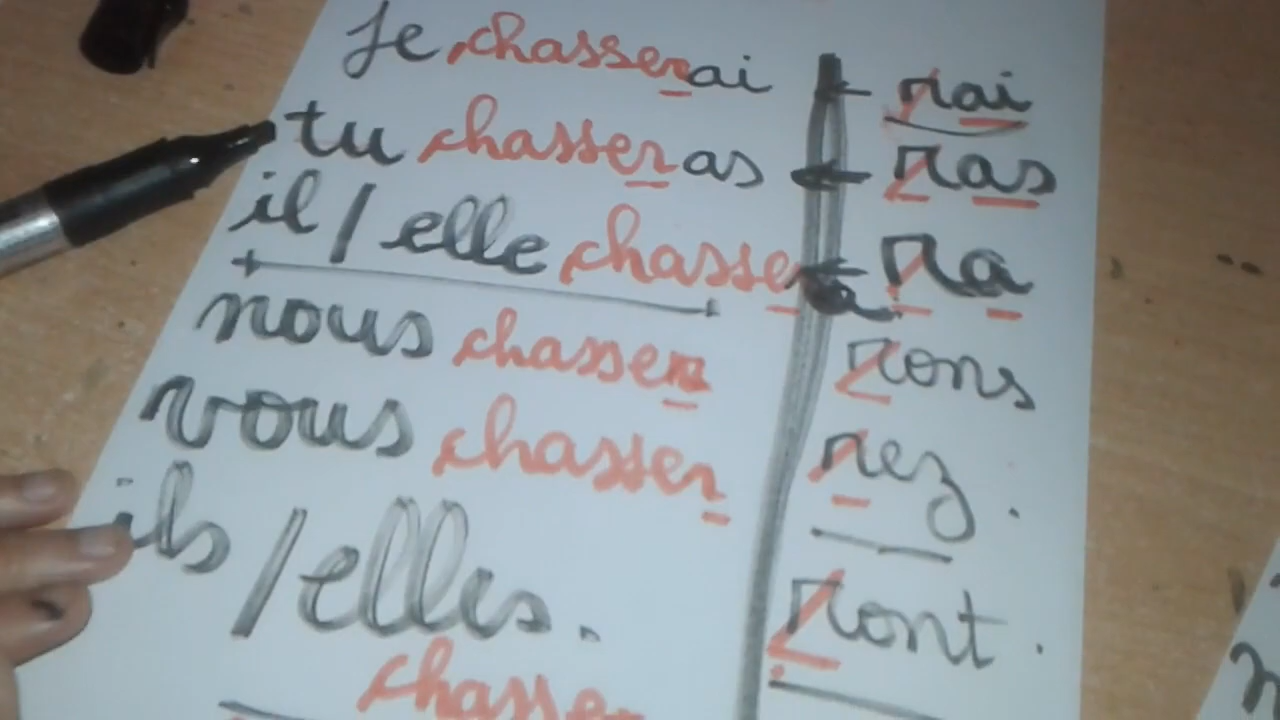 Je chasserai rai
tu chasseras ras
il/elle chassera ra
nous chasser rons
vous chasser rez.
ils/elles. ront.
chasser